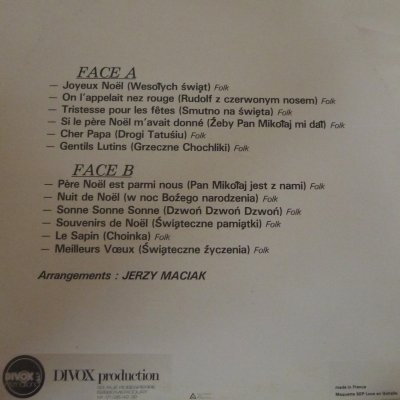 FACE A
— Joyeux Noël (Wesołych świąt) Folk
— On l'appelait nez rouge (Rudolf z czerwonym nosem) Folk
— Tristesse pour les fêtes (Smutno na święta) Folk
— Si le père Noël m'avait donné (Żeby Pan Mikołaj mi dał) Folk
— Cher Papa (Drogi Tatuśiu) Folk
— Gentils Lutins (Grzeczne Chochliki) Folk
FACE B
— Père Noël est parmi nous (Pan Mikołaj jest z nami) Folk
— Nuit de Noël (w noc Bożego narodzenia) Folk
— Sonne Sonne Sonne (Dzwoń Dzwoń Dzwoń) Folk
— Souvenirs de Noël (Świąteczne pamiątki) Folk
— Le Sapin (Choinka) Folk
— Meilleurs Vœux (Świąteczne życzenia) Folk
Arrangements : JERZY MACIAK
DIVOX
DIVOX production
made in France